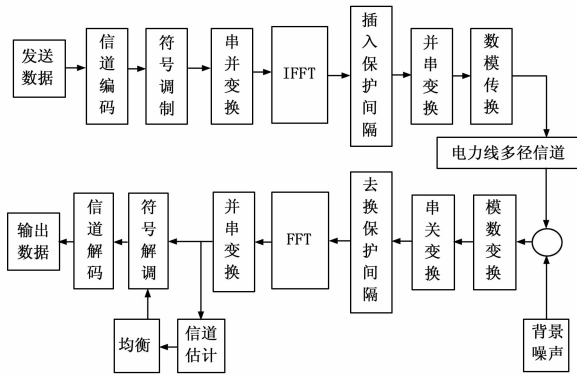 发送
数据
信道编码
符号调制
串并变换
IFFT
插入保护间隔
并串变换
数模传换
电力线多径信道
输出
数据
信道解码
符号解调
并串变换
FFT
去换保护间隔
串关变换
模数变换
均衡
信道
估计
背景
噪声